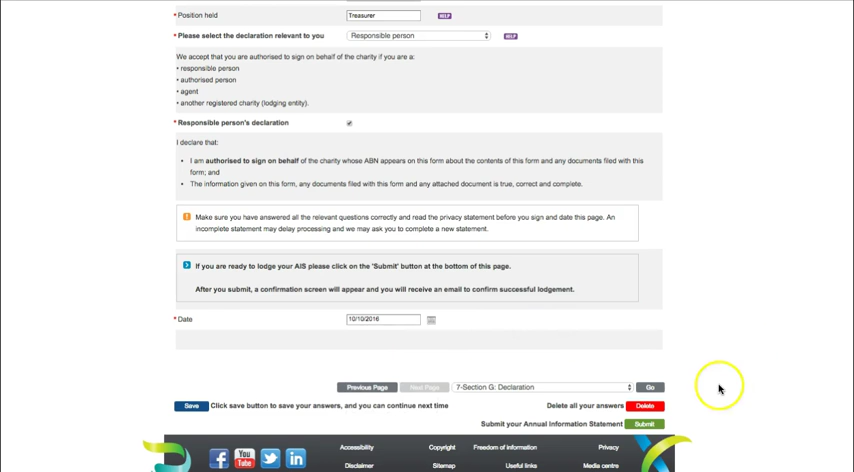 * Position held Treasurer HELP
* Please select the declaration relevant to you Responsible person HELP
We accept that you are authorised to sign on behalf of the charity if you are a:
• responsible person
• authorised person
• agent
• another registered charity (lodging entity).
* Responsible person's declaration
I declare that:
• I am authorised to sign on behalf of the charity whose ABN appears on this form about the contents of this form and any documents filed with this
form; and
• The information given on this form, any documents filed with this form and any attached document is true, correct and complete.
Make sure you have answered all the relevant questions correctly and read the privacy statement before you sign and date this page. An
incomplete statement may delay processing and we may ask you to complete a new statement.
If you are ready to lodge your AIS please click on the 'Submit' button at the bottom of this page.
After you submit, a confirmation screen will appear and you will receive an email to confirm successful lodgement.
* Date 10/10/2016
Previous Page Next Page 7-Section G: Declaration Go
Save Click save button to save your answers, and you can continue next time Delete all your answers Delete
Submit your Annual Information Statement Submit
You Tube Accessibility Copyright Freedom of Information Privacy
Disclaimer Sitemap Useful links Media centre